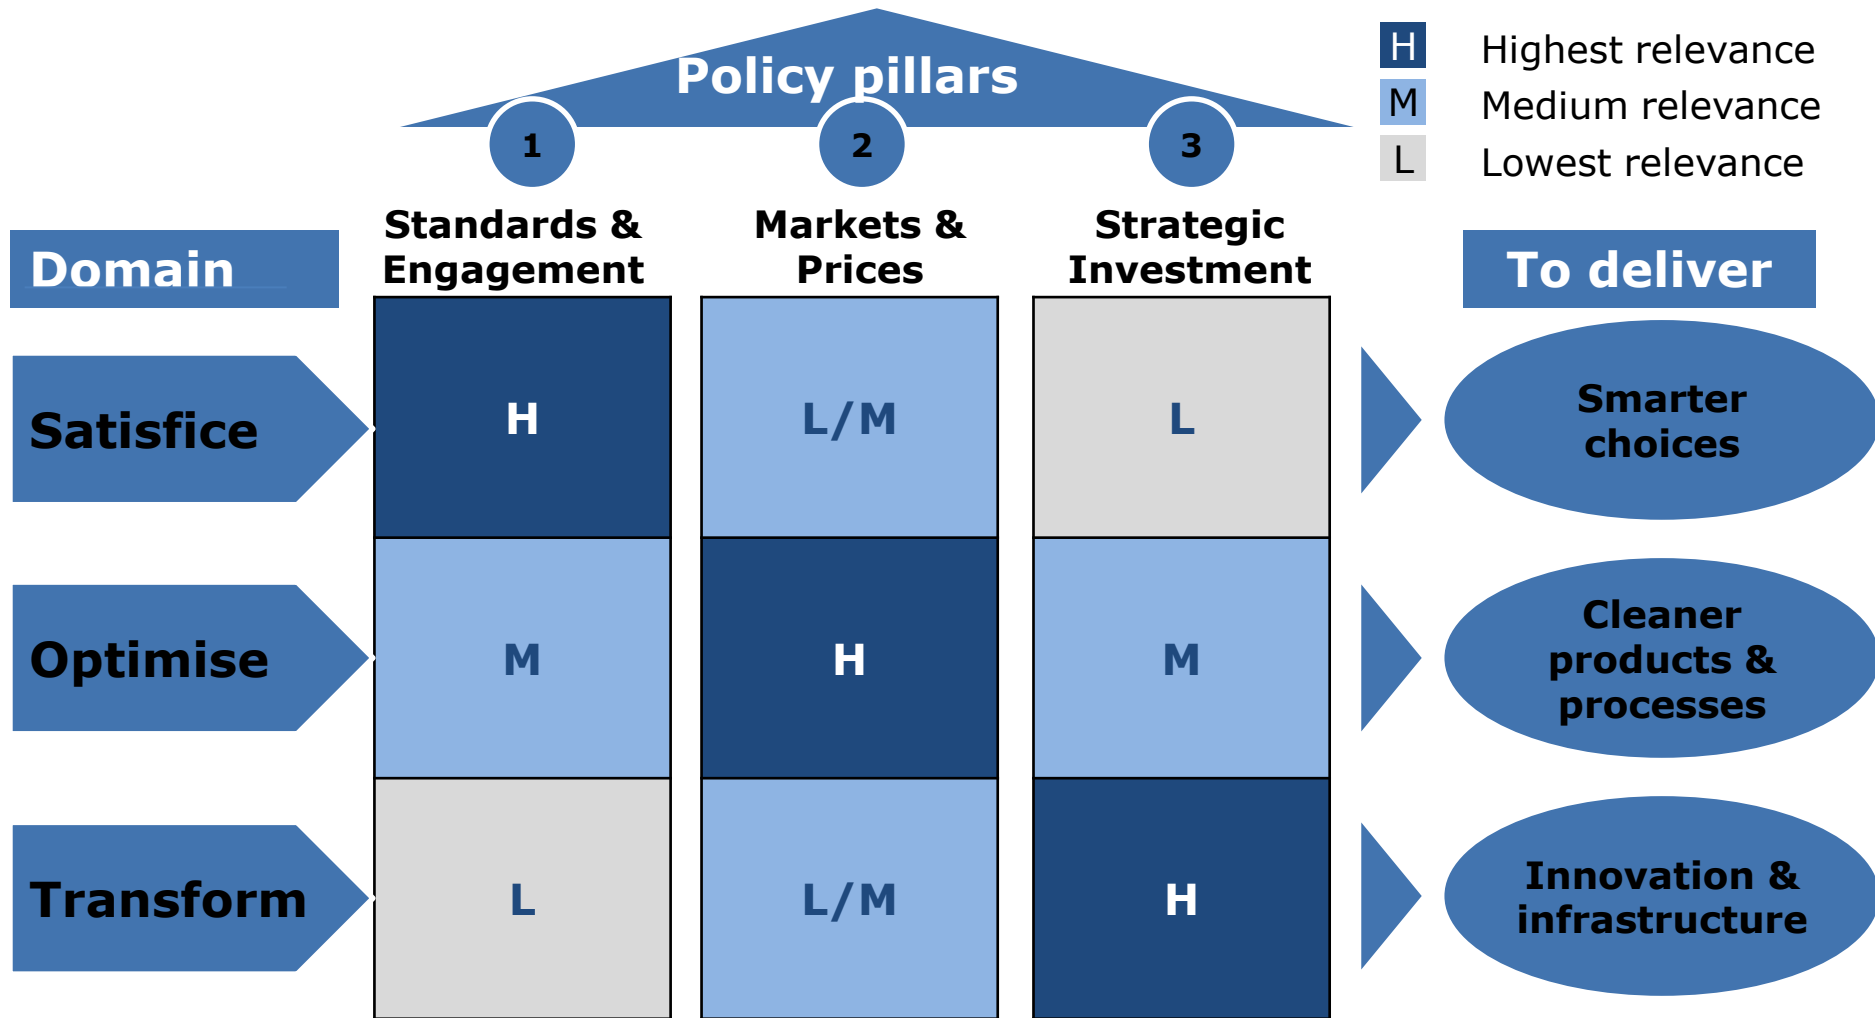 Policy pillars
H Highest relevance
M Medium relevance
L Lowest relevance
1
2
3
Domain
Standards &
Engagement
Markets &
Prices
Strategic
Investment
To deliver
Satisfice
H
L/M
L
Smarter
choices
Optimise
M
H
M
Cleaner
products &
processes
Transform
L
L/M
H
Innovation &
infrastructure